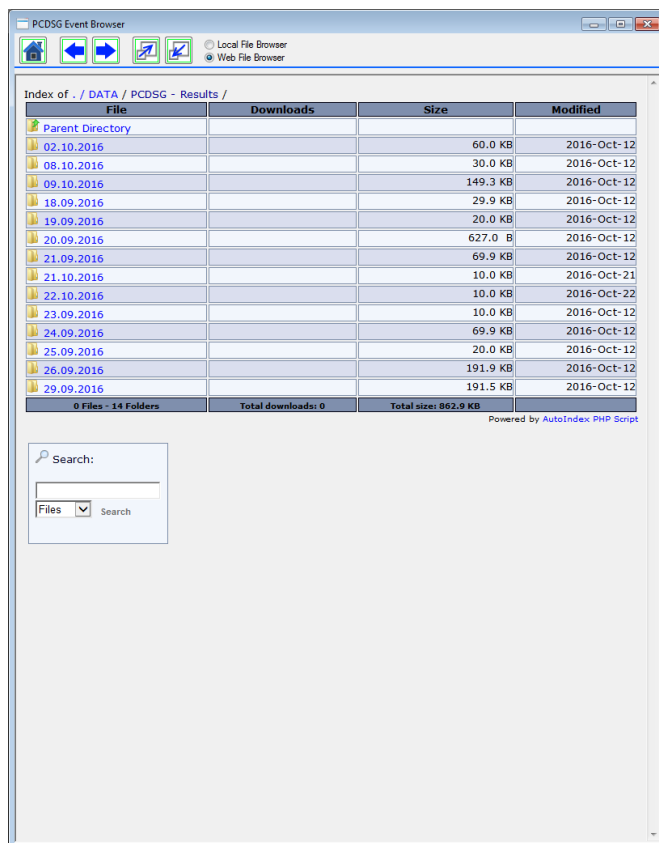 PCDSG Event Browser
Local File Browser
Web File Browser
Index of . / DATA / PCDSG - Results /
File Downloads Size Modified
Parent Directory
02.10.2016 60.0 KB 2016-Oct-12
08.10.2016 30.0 KB 2016-Oct-12
09.10.2016 149.3 KB 2016-Oct-12
18.09.2016 29.9 KB 2016-Oct-12
19.09.2016 20.0 KB 2016-Oct-12
20.09.2016 627.0 B 2016-Oct-12
21.09.2016 69.9 KB 2016-Oct-12
21.10.2016 10.0 KB 2016-Oct-21
22.10.2016 10.0 KB 2016-Oct-22
23.09.2016 10.0 KB 2016-Oct-12
24.09.2016 69.9 KB 2016-Oct-12
25.09.2016 20.0 KB 2016-Oct-12
26.09.2016 191.9 KB 2016-Oct-12
29.09.2016 191.5 KB 2016-Oct-12
0 Files - 14 Folders Total downloads: 0 Total size: 862.9 KB
Powered by AutoIndex PHP Script
Search:
Files Search